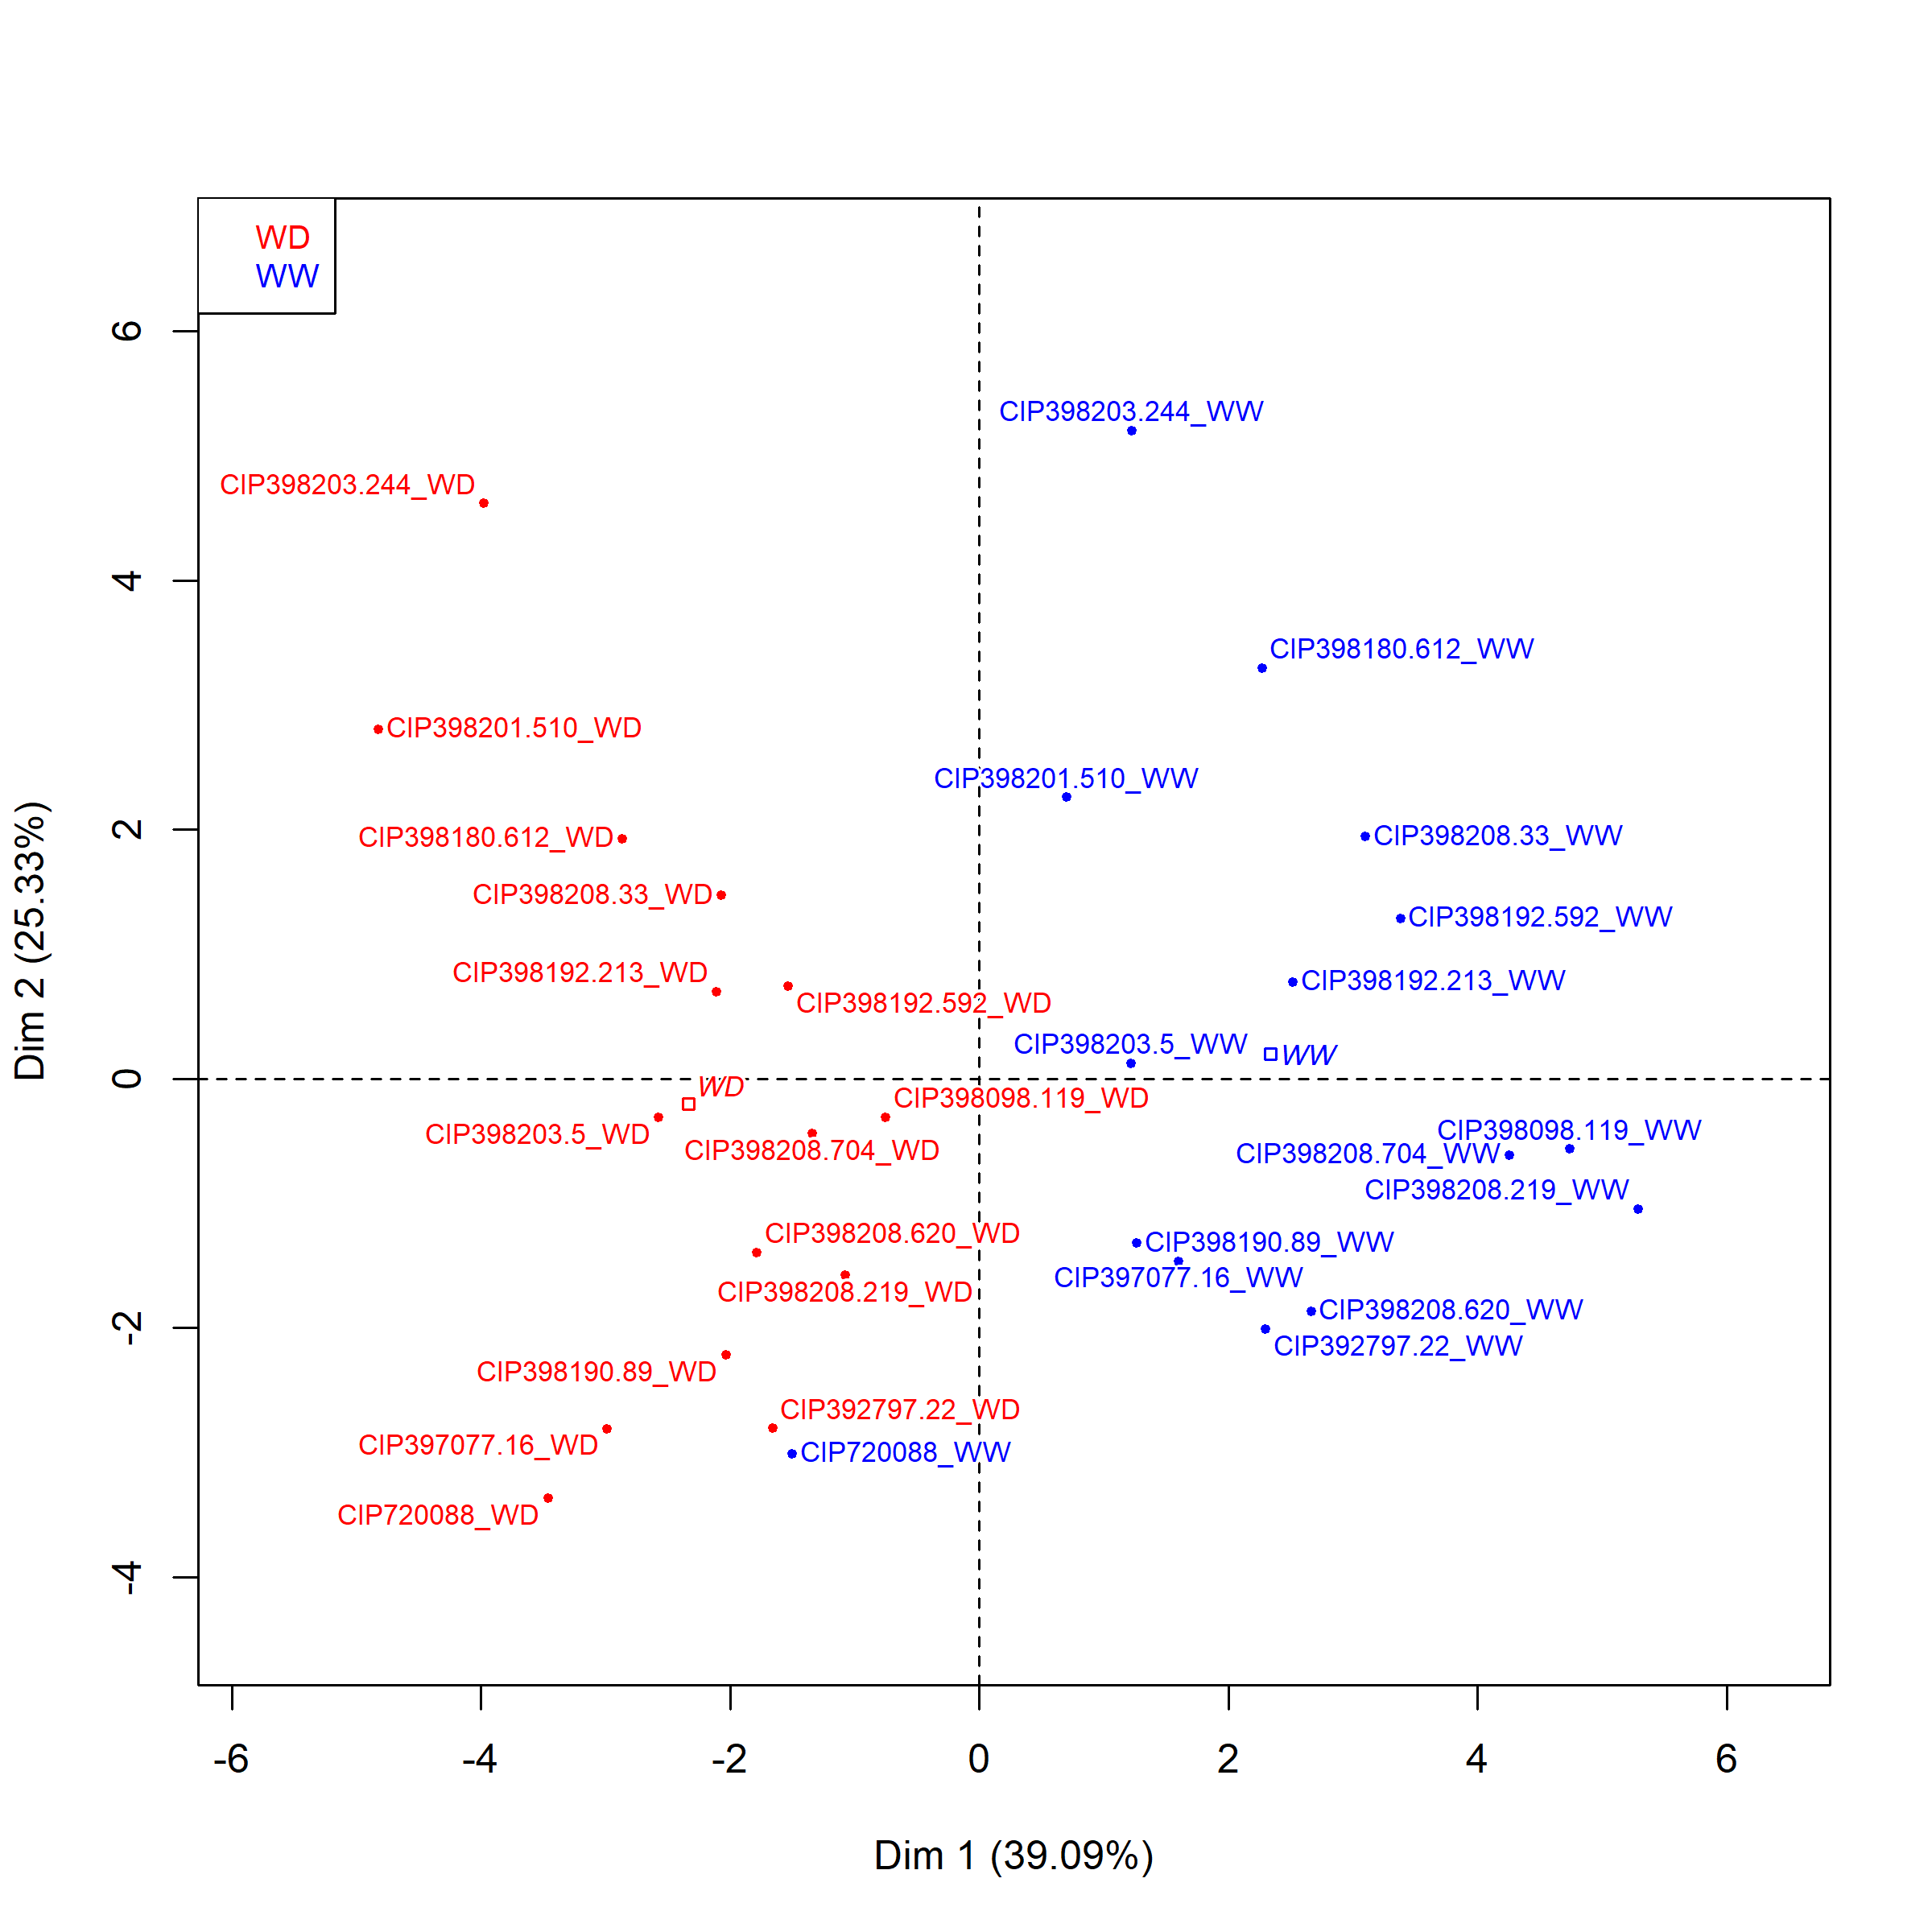 WD
WW
6
CIP398203.244_WW
CIP398203.244_WD
4
CIP398180.612_WW
CIP398201.510_WD
CIP398201.510_WW
2
CIP398180.612_WD
CIP398208.33_WW
CIP398208.33_WD
CIP398192.592_WW
CIP398192.213_WD
CIP398192.213_WW
CIP398192.592_WD
Dim 2 (25.33%)
CIP398203.5_WW
WW
0
WD
CIP398098.119_WD
CIP398203.5_WD
CIP398098.119_WW
CIP398208.704_WD
CIP398208.704_WW
CIP398208.219_WW
CIP398208.620_WD
CIP398190.89_WW
CIP398208.219_WD
CIP397077.16_WW
-2
CIP398208.620_WW
CIP392797.22_WW
CIP398190.89_WD
CIP392797.22_WD
CIP397077.16_WD
CIP720088_WW
CIP720088_WD
-4
-6 -4 -2 0 2 4 6
Dim 1 (39.09%)